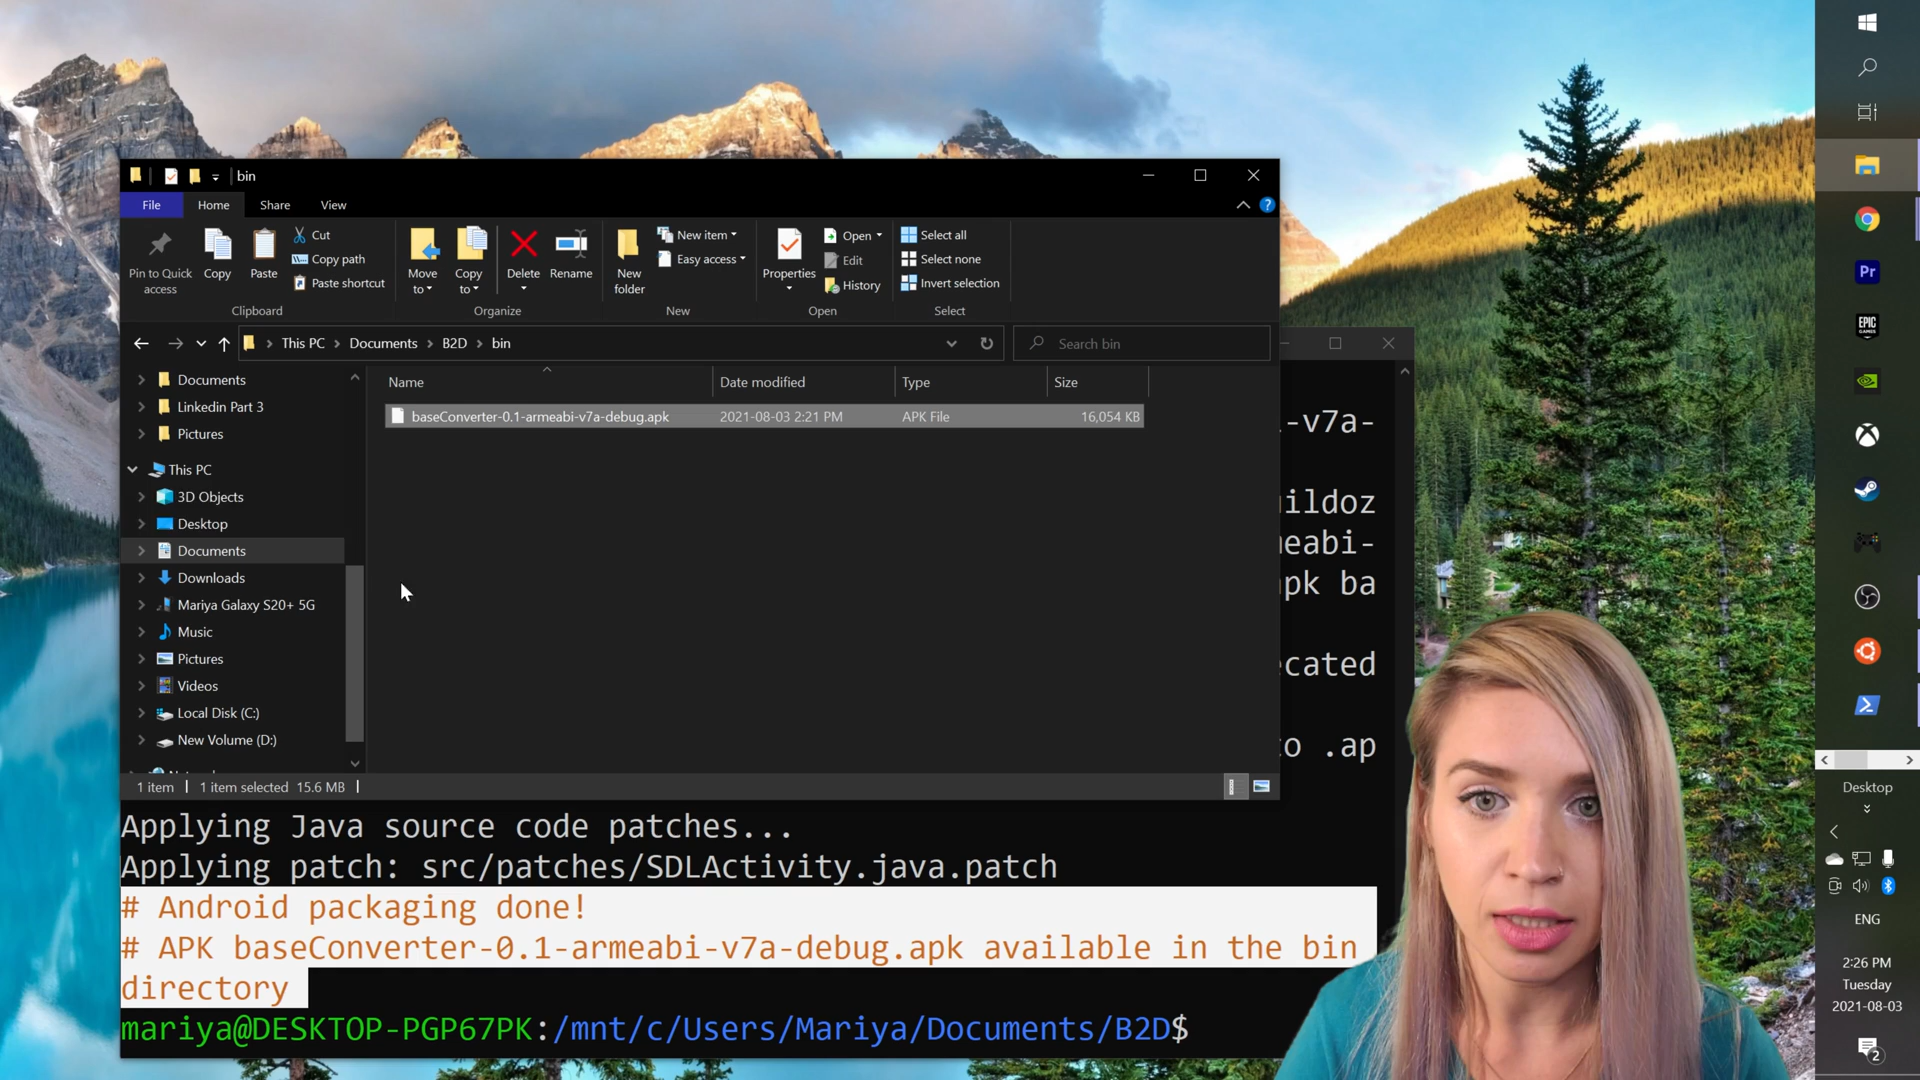 bin
File Home Share View
Pin to Quick access
Copy
Paste
Cut
Copy path
Paste shortcut
Clipboard
Move to
Copy to
Delete
Rename
Organize
New folder
New item
Easy access
New
Properties
Open
Edit
History
Open
Select all
Select none
Invert selection
Select
This PC > Documents > B2D > bin
Search bin
Documents
Linkedin Part 3
Pictures
This PC
3D Objects
Desktop
Documents
Downloads
Mariya Galaxy S20+ 5G
Music
Pictures
Videos
Local Disk (C:)
New Volume (D:)
Name Date modified Type Size
baseConverter-0.1-armeabi-v7a-debug.apk 2021-08-03 2:21 PM APK File 16,054 KB
1 item 1 item selected 15.6 MB
-v7a-
ildoz
eabi-
pk ba
cated
o .ap
Applying Java source code patches...
Applying patch: src/patches/SDLActivity.java.patch
# Android packaging done!
# APK baseConverter-0.1-armeabi-v7a-debug.apk available in the bin
directory
mariya@DESKTOP-PGP67PK:/mnt/c/Users/Mariya/Documents/B2D$
Pr
EPIC GAMES
Desktop
ENG
2:26 PM
Tuesday
2021-08-03
2